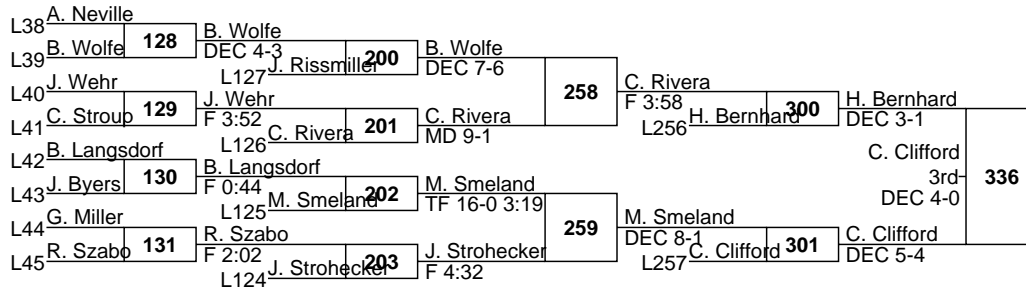 L38 A. Neville
128
B. Wolfe
DEC 4-3
L39 B. Wolfe
L127 J. Rissmiller
200
B. Wolfe
DEC 7-6
L40 J. Wehr
129
J. Wehr
F 3:52
L41 C. Stroup
L126 C. Rivera
201
C. Rivera
MD 9-1
258
C. Rivera
F 3:58
L256 H. Bernhard
300
H. Bernhard
DEC 3-1
L42 B. Langsdorf
130
B. Langsdorf
F 0:44
L43 J. Byers
L125 M. Smeland
202
M. Smeland
TF 16-0 3:19
L44 G. Miller
131
R. Szabo
F 2:02
L45 R. Szabo
L124 J. Strohecker
203
J. Strohecker
F 4:32
259
M. Smeland
DEC 8-1
L257 C. Clifford
301
C. Clifford
DEC 5-4
C. Clifford
3rd
DEC 4-0
336